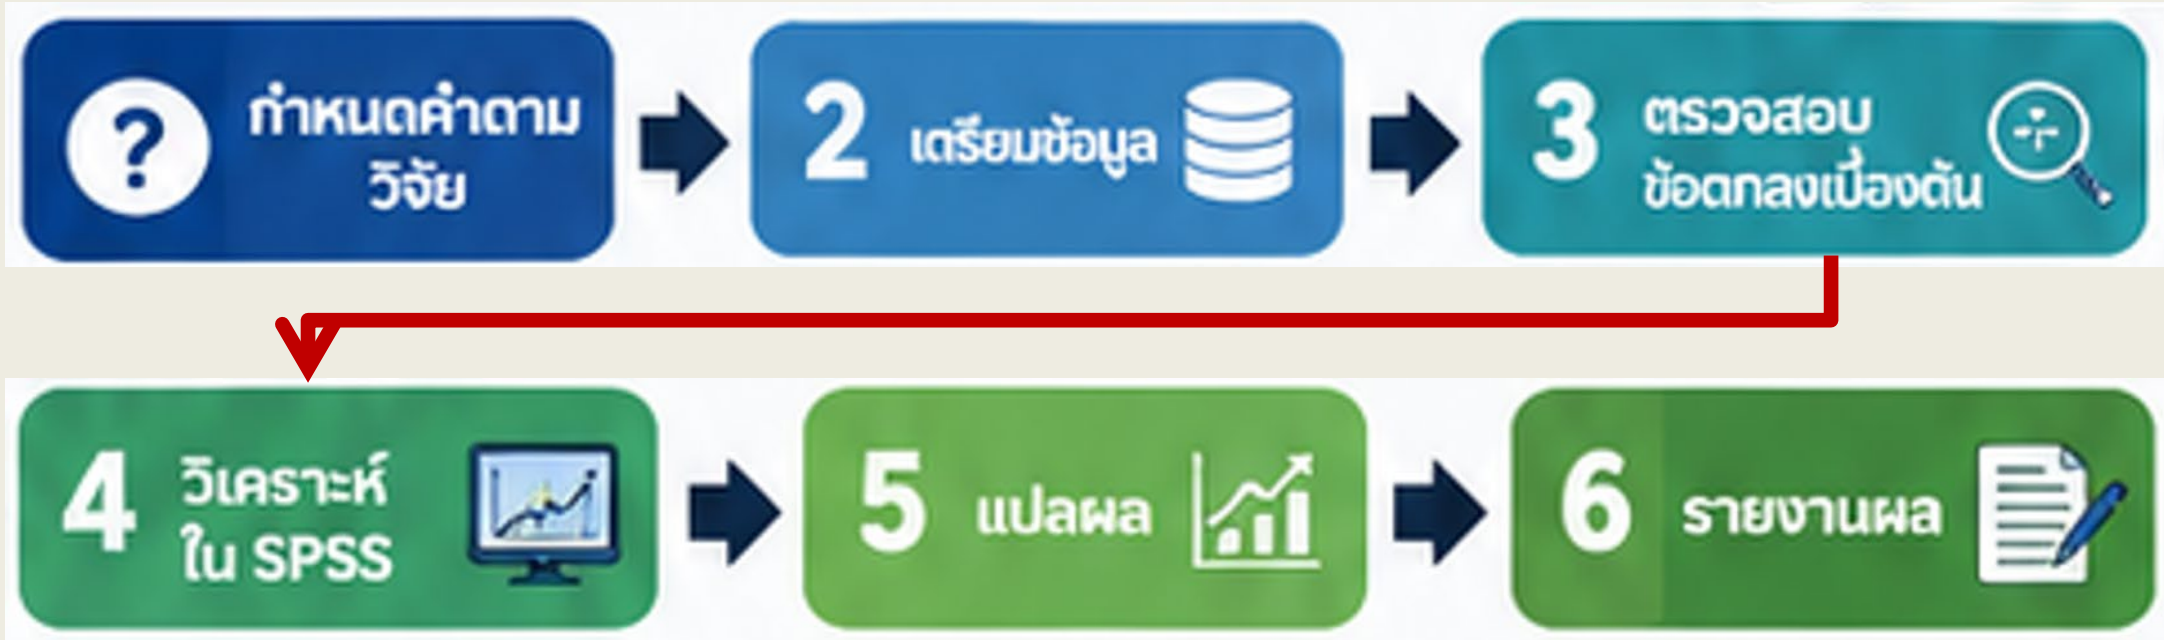 ?
กำหนดคำถาม
วิจัย
2
เตรียมข้อมูล
3
ตรวจสอบ
ข้อตกลงเบื้องต้น
4
วิเคราะห์
ใน SPSS
5
แปลผล
6
รายงานผล